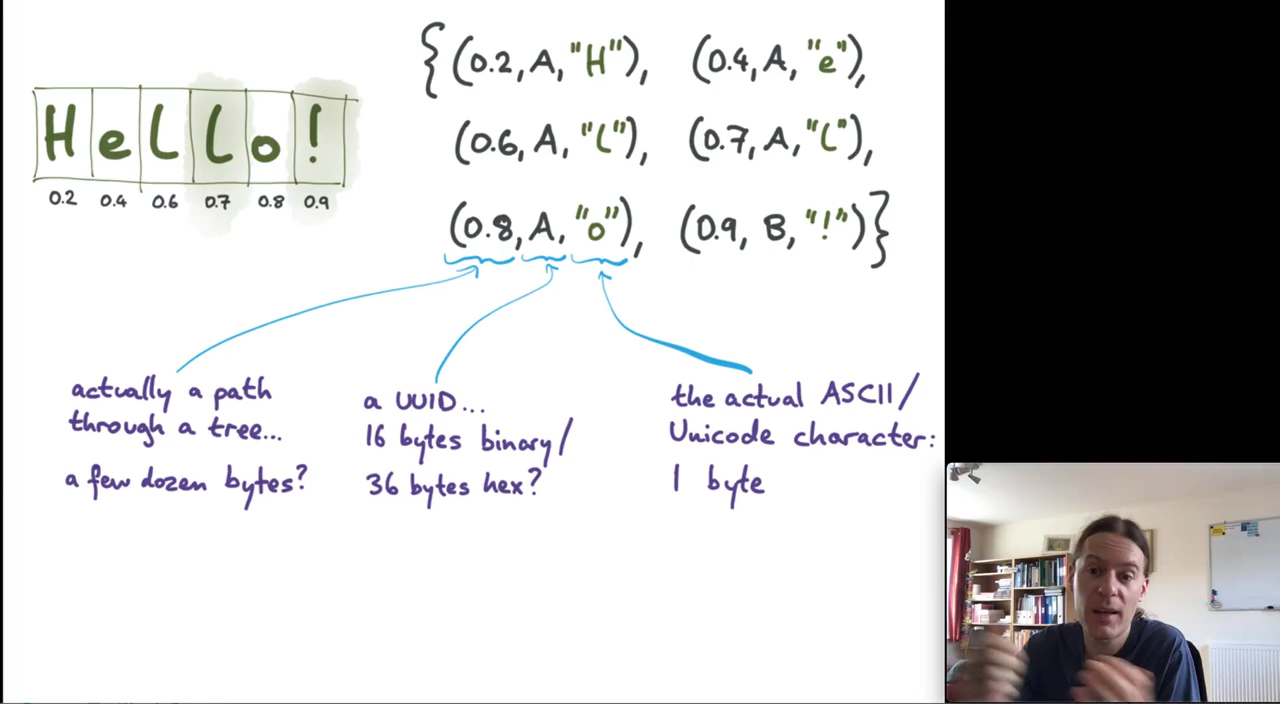 HeLLo!
0.2 0.4 0.6 0.7 0.8 0.9
{(0.2, A, "H"), (0.4, A, "e"),
(0.6, A, "L"), (0.7, A, "L"),
(0.8, A, "o"), (0.9, B, "!")}
actually a path
through a tree...
a few dozen bytes?
a UUID...
16 bytes binary/
36 bytes hex?
the actual ASCII/
Unicode character:
1 byte